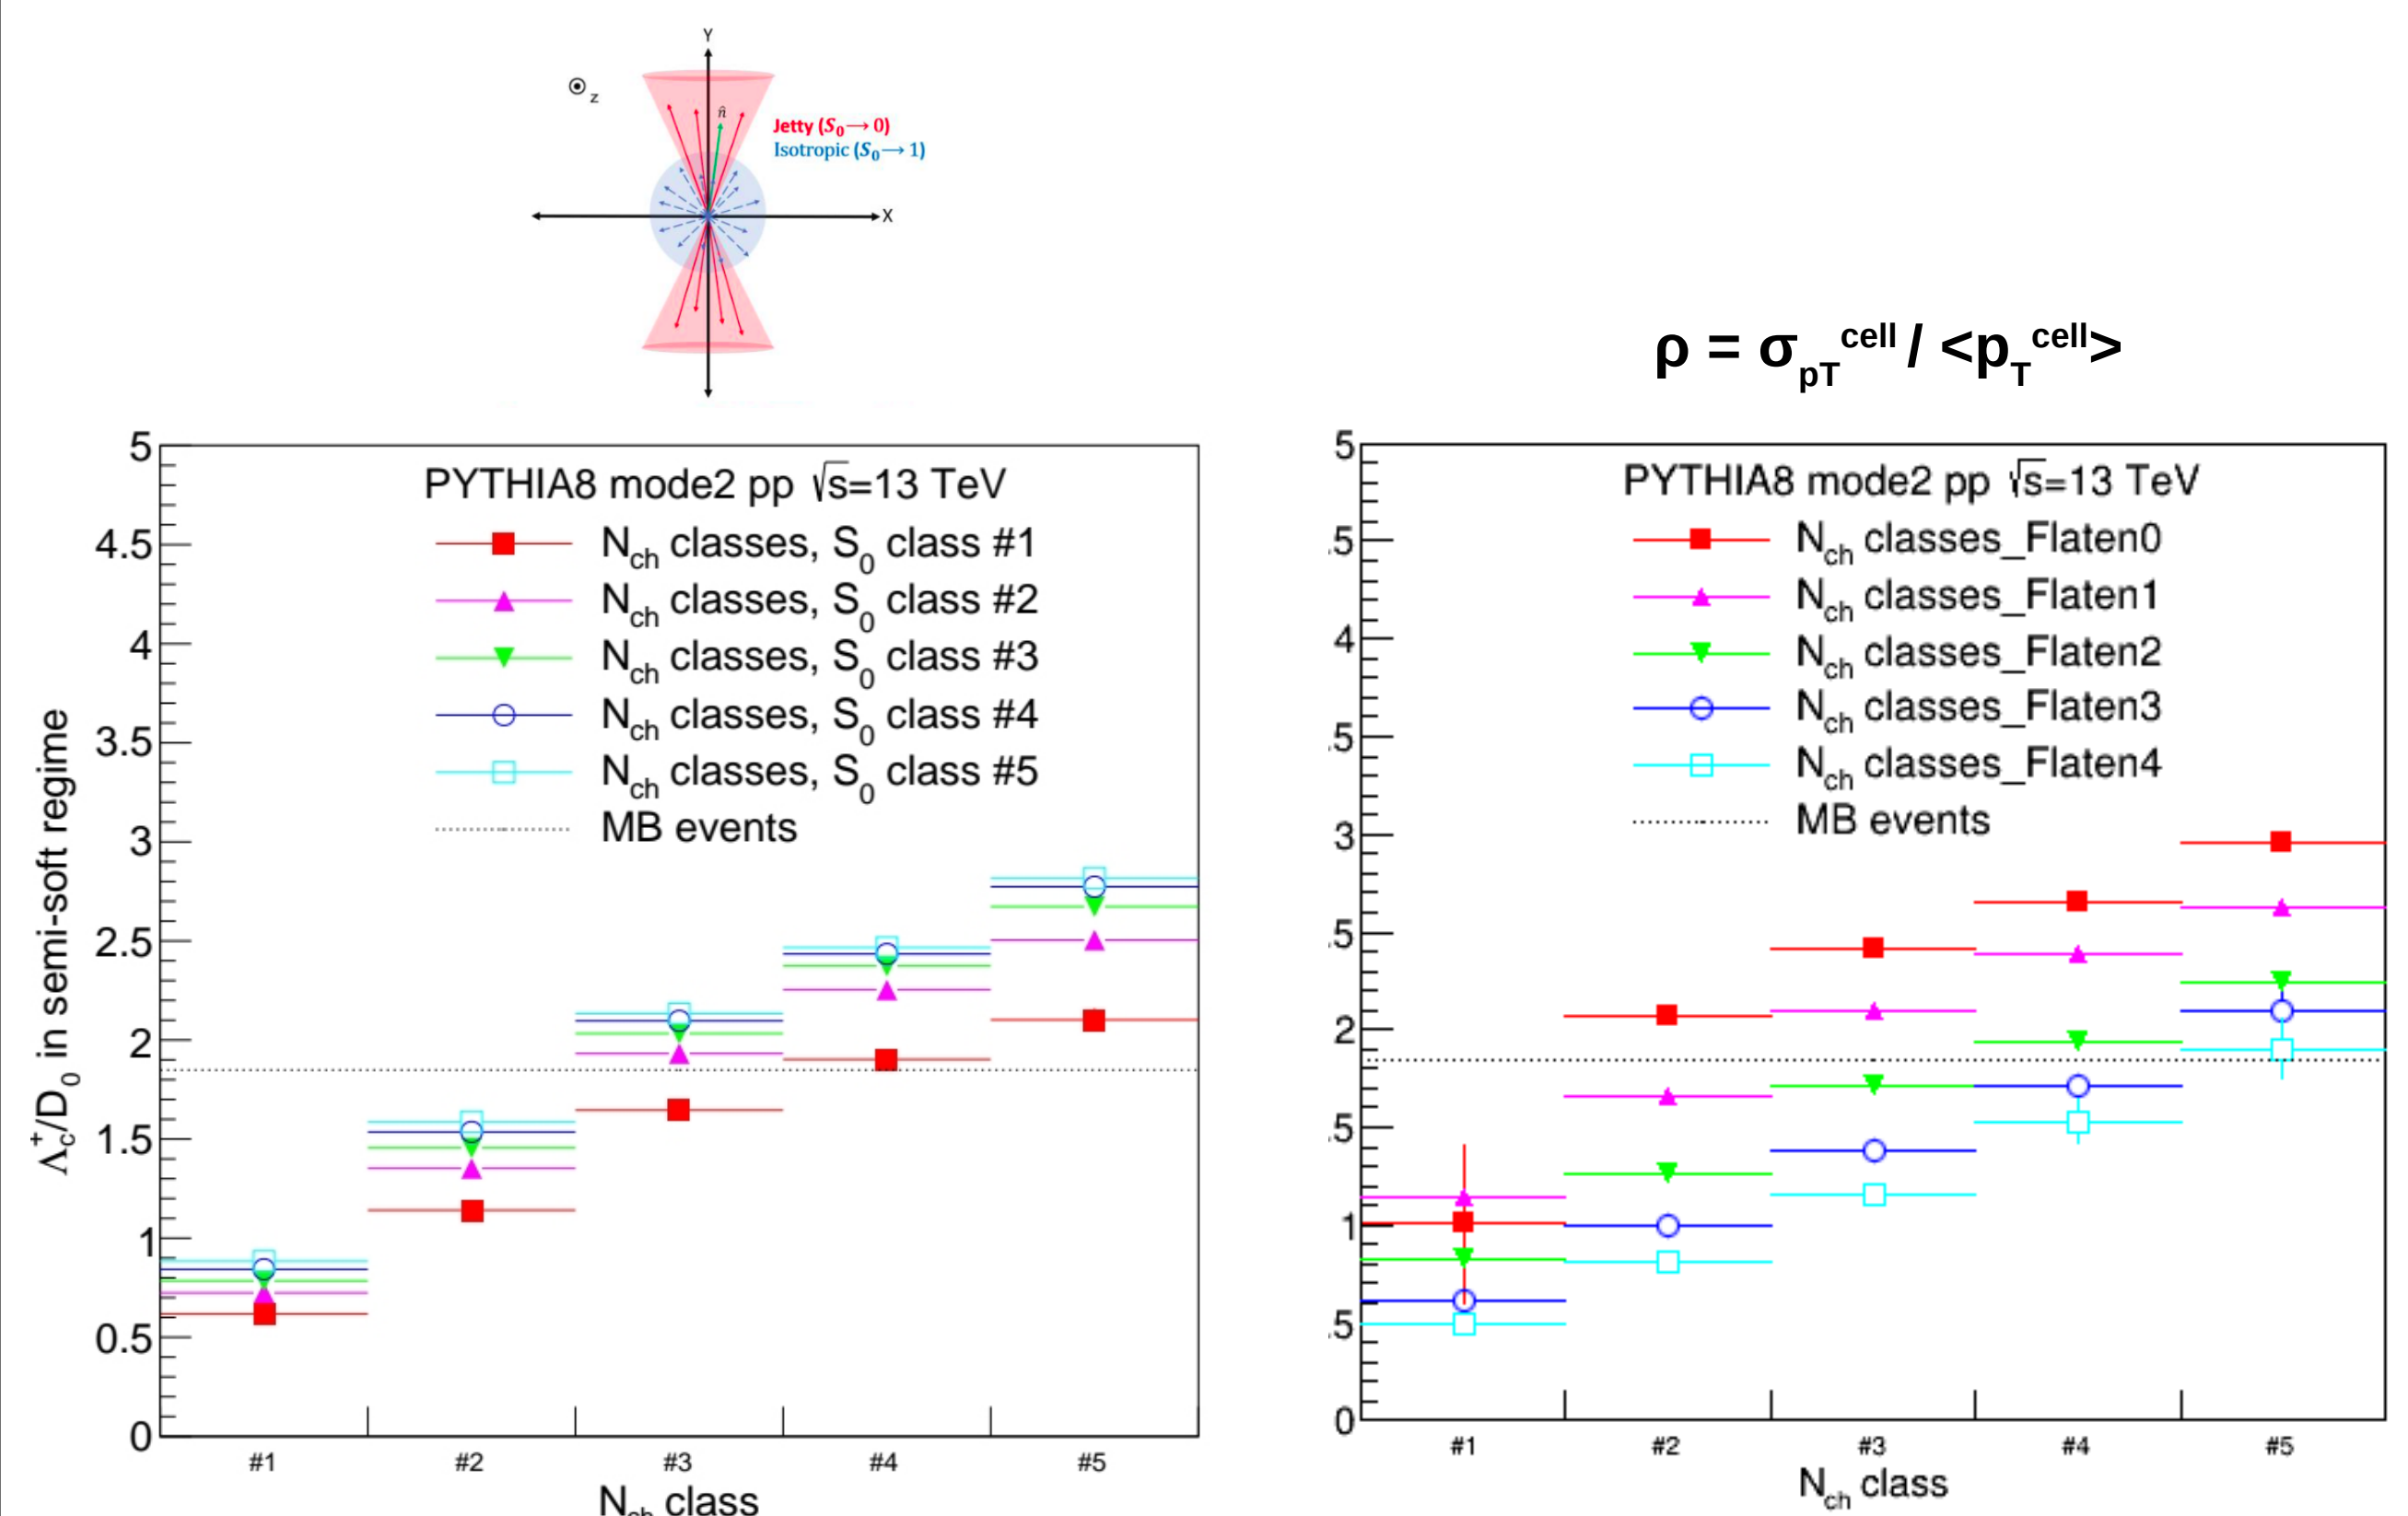 Y
z
n̂
Jetty (S₀ → 0)
Isotropic (S₀ → 1)
X
ρ = σ_pT^cell / <p_T^cell>
5
4.5
4
3.5
3
2.5
2
1.5
1
0.5
0
Λ_c^+/D_0 in semi-soft regime
PYTHIA8 mode2 pp √s=13 TeV
N_ch classes, S_0 class #1
N_ch classes, S_0 class #2
N_ch classes, S_0 class #3
N_ch classes, S_0 class #4
N_ch classes, S_0 class #5
MB events
#1 #2 #3 #4 #5
N_ch class
5
.5
4
.5
3
.5
2
.5
1
.5
0
PYTHIA8 mode2 pp √s=13 TeV
N_ch classes_Flaten0
N_ch classes_Flaten1
N_ch classes_Flaten2
N_ch classes_Flaten3
N_ch classes_Flaten4
MB events
#1 #2 #3 #4 #5
N_ch class